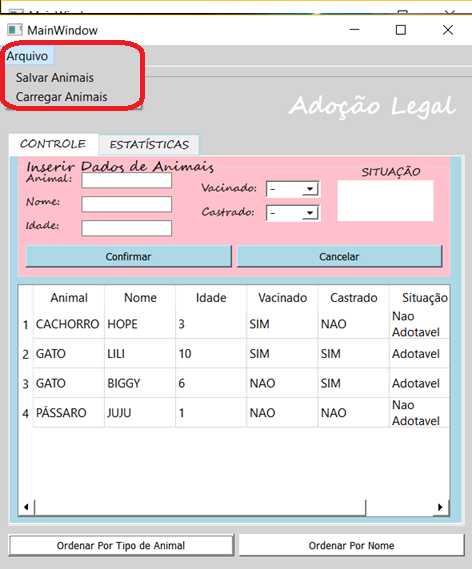 MainWindow
Arquivo
Salvar Animais
Carregar Animais
Adoção Legal
CONTROLE ESTATÍSTICAS
Inserir Dados de Animais
SITUAÇÃO
Animal:
Vacinado: -
Nome:
Castrado: -
Idade:
Confirmar Cancelar
Animal Nome Idade Vacinado Castrado Situação
1 CACHORRO HOPE 3 SIM NAO Nao Adotavel
2 GATO LILI 10 SIM SIM Adotavel
3 GATO BIGGY 6 NAO SIM Adotavel
4 PÁSSARO JUJU 1 NAO NAO Nao Adotavel
Ordenar Por Tipo de Animal Ordenar Por Nome